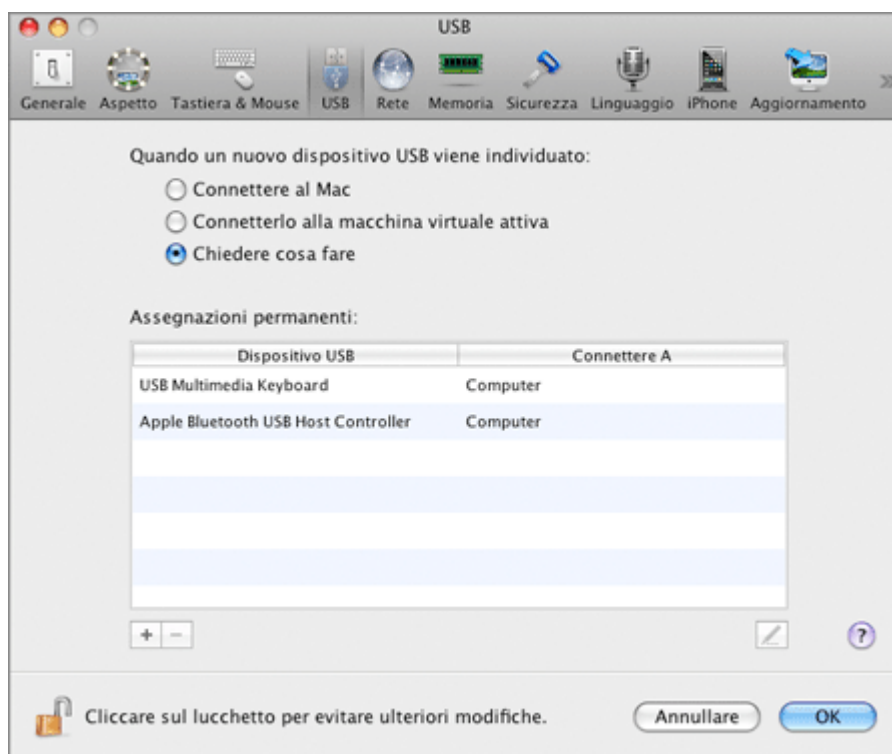 USB
Generale Aspetto Tastiera & Mouse USB Rete Memoria Sicurezza Linguaggio iPhone Aggiornamento
Quando un nuovo dispositivo USB viene individuato:
Connettere al Mac
Connetterlo alla macchina virtuale attiva
Chiedere cosa fare
Assegnazioni permanenti:
Dispositivo USB Connettere A
USB Multimedia Keyboard Computer
Apple Bluetooth USB Host Controller Computer
+ − ?
Cliccare sul lucchetto per evitare ulteriori modifiche. Annullare OK